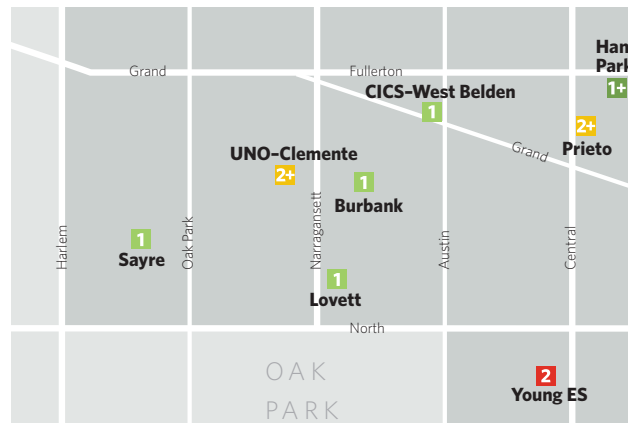 Han
Park
1+
Grand
Fullerton
CICS–West Belden
1
2+
Prieto
Grand
UNO–Clemente
2+
1
Burbank
Harlem
Oak Park
Narragansett
Austin
Central
1
Sayre
1
Lovett
North
OAK
PARK
2
Young ES